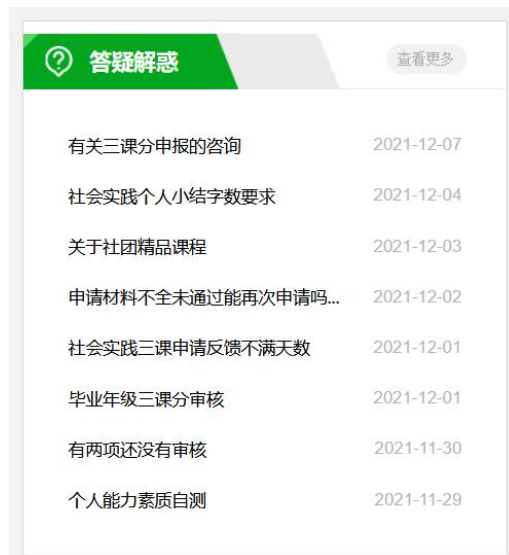 答疑解惑 查看更多
有关三课分申报的咨询 2021-12-07
社会实践个人小结字数要求 2021-12-04
关于社团精品课程 2021-12-03
申请材料不全未通过能再次申请吗... 2021-12-02
社会实践三课申请反馈不满天数 2021-12-01
毕业年级三课分审核 2021-12-01
有两项还没有审核 2021-11-30
个人能力素质自测 2021-11-29